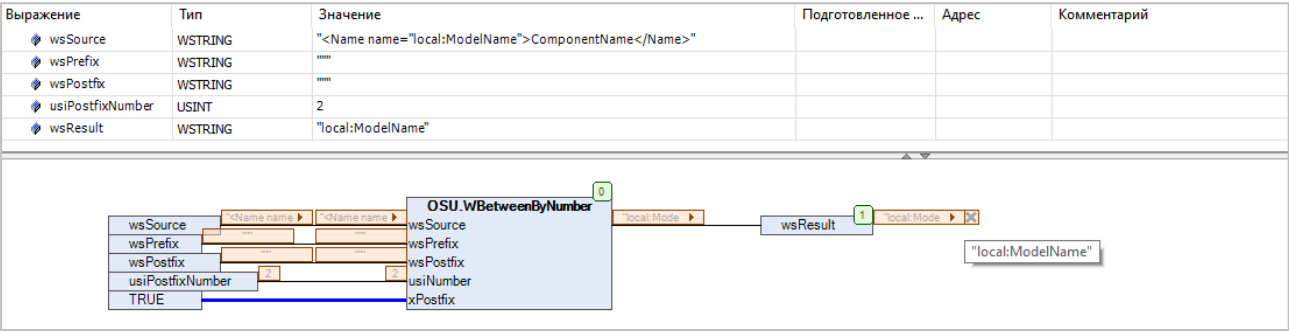 Выражение Тип Значение Подготовленное ... Адрес Комментарий
wsSource WSTRING "<Name name="local:ModelName">ComponentName</Name>"
wsPrefix WSTRING """
wsPostfix WSTRING """
usiPostfixNumber USINT 2
wsResult WSTRING "local:ModelName"
0
OSU.WBetweenByNumber
wsSource "<Name name "<Name name wsSource "local:Mode wsResult 1 "local:Mode
wsPrefix """ """ wsPrefix
wsPostfix """ """ wsPostfix "local:ModelName"
usiPostfixNumber 2 2 usiNumber
TRUE xPostfix